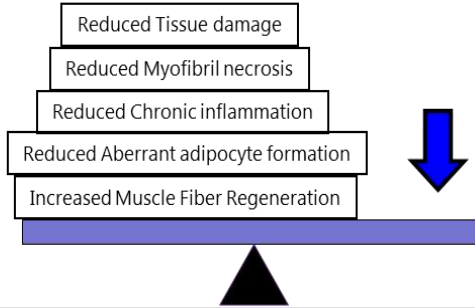 Reduced Tissue damage
Reduced Myofibril necrosis
Reduced Chronic inflammation
Reduced Aberrant adipocyte formation
Increased Muscle Fiber Regeneration